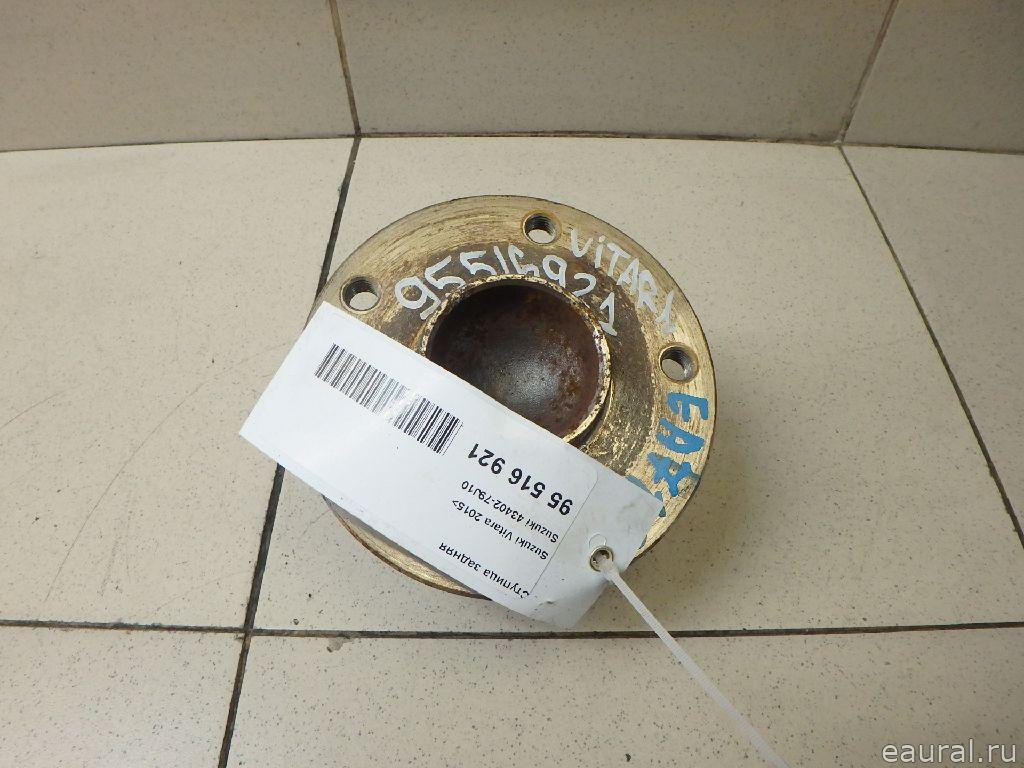 95516921
VITARA
95 516 921
Suzuki 43402-79J10
Suzuki Vitara 2015>
Ступица задняя
eaural.ru